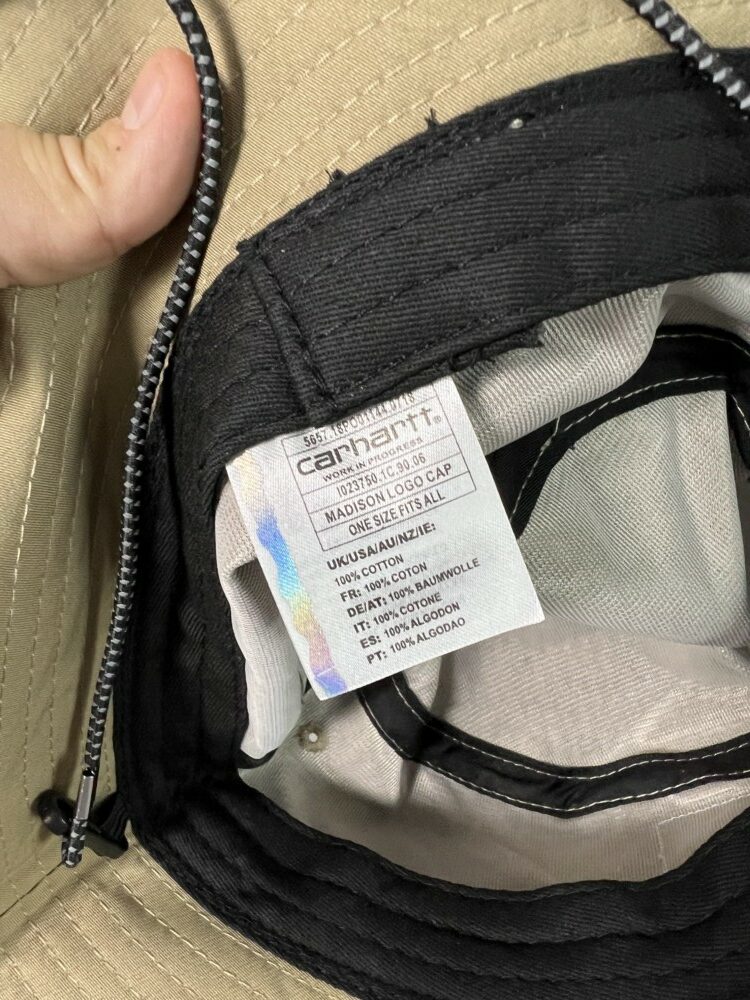 carhartt®
WORK IN PROGRESS
I023750.1C.90.06
MADISON LOGO CAP
ONE SIZE FITS ALL
UK/USA/AU/NZ/IE:
100% COTTON
FR: 100% COTON
DE/AT: 100% BAUMWOLLE
IT: 100% COTONE
ES: 100% ALGODON
PT: 100% ALGODAO